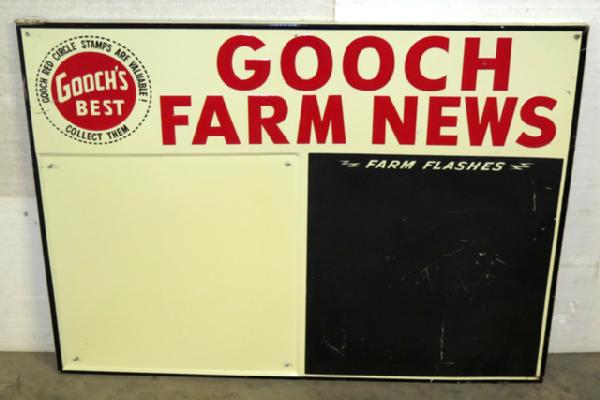 GOOCH RED CIRCLE STAMPS ARE VALUABLE!
GOOCH'S
BEST
COLLECT THEM
GOOCH
FARM NEWS
FARM FLASHES